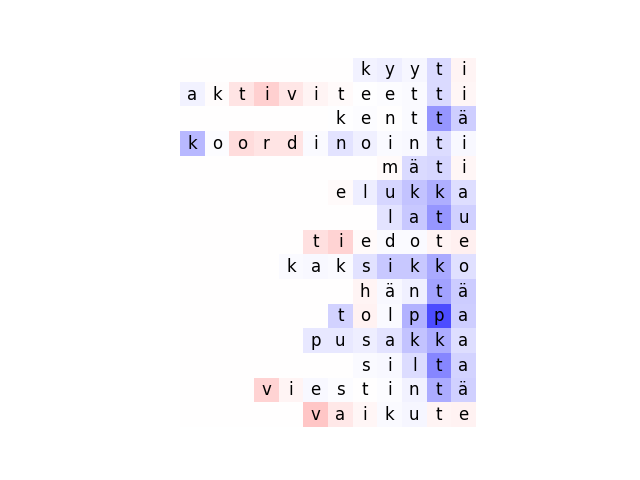 kyyti
aktiviteetti
kenttä
koordinointi
mäti
elukka
latu
tiedote
kaksikko
häntä
tolppa
pusakka
silta
viestintä
vaikute